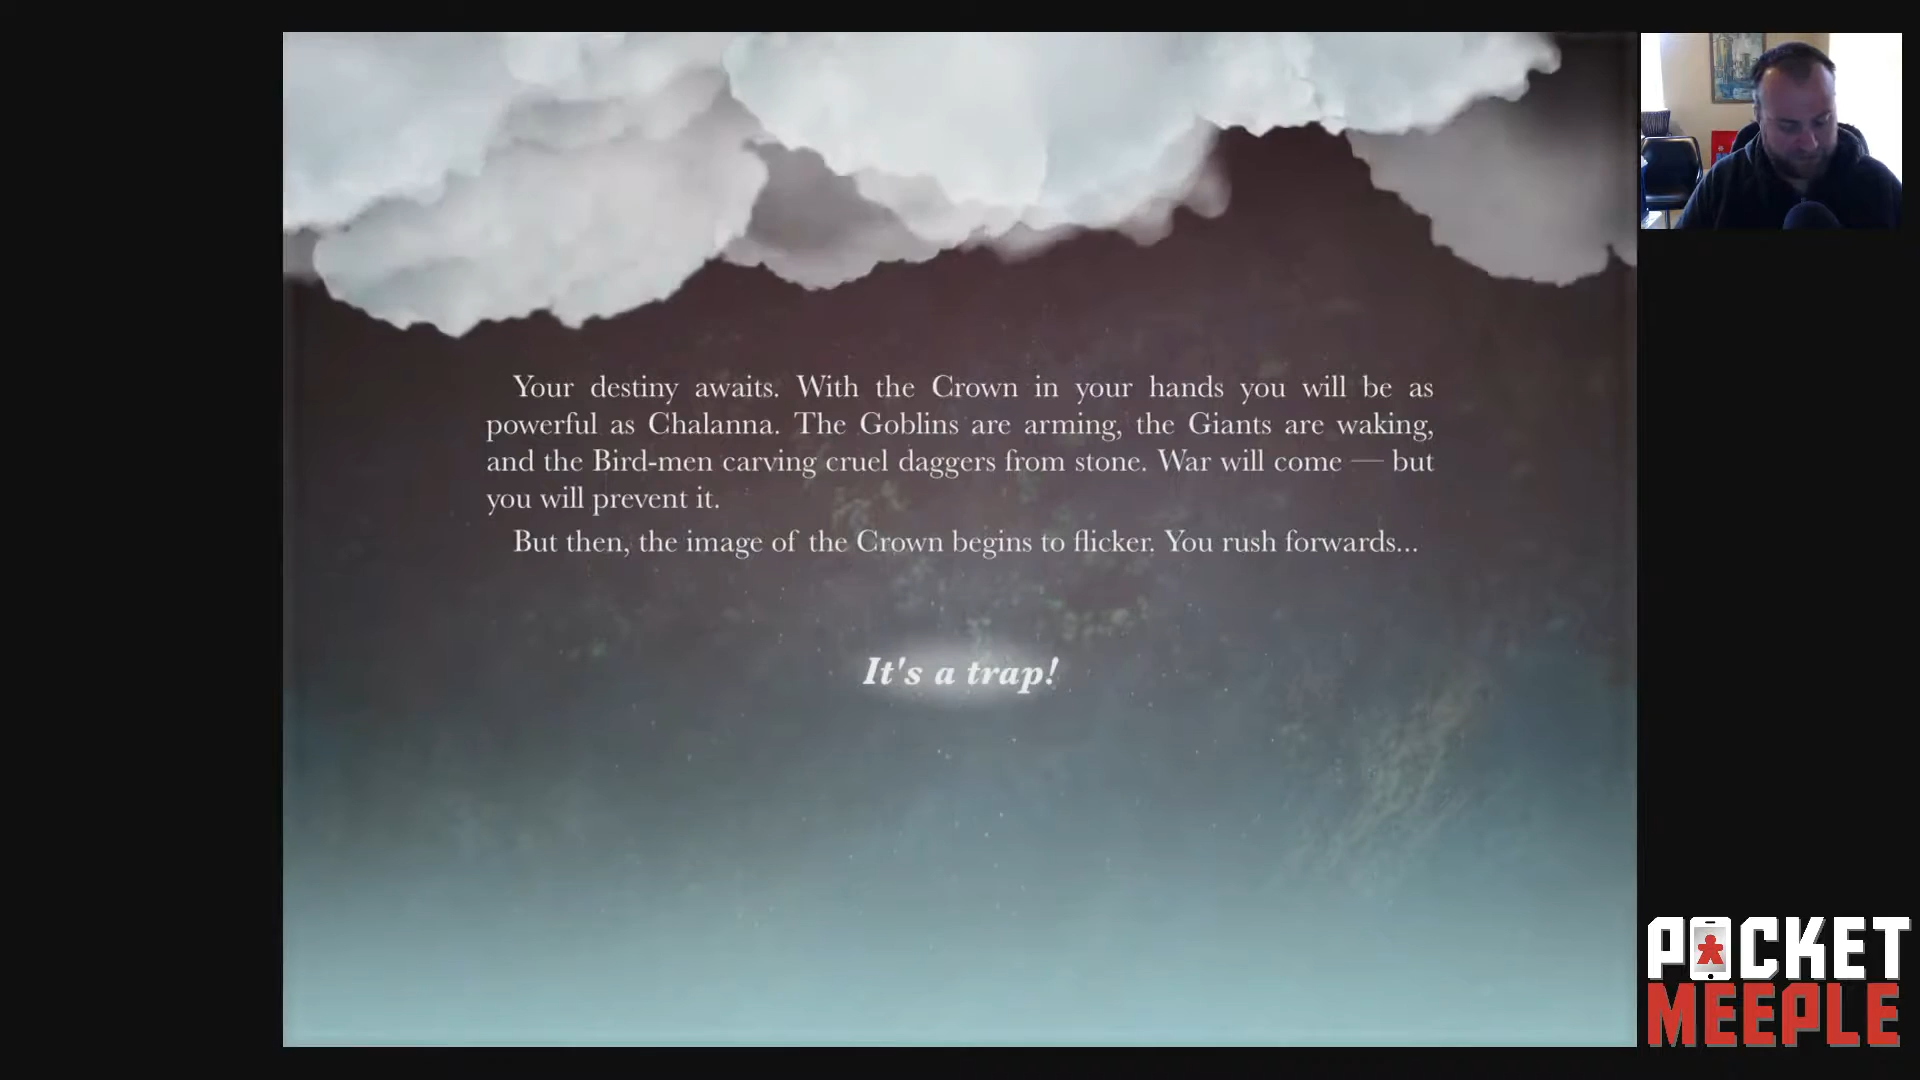 Your destiny awaits. With the Crown in your hands you will be as
powerful as Chalanna. The Goblins are arming, the Giants are waking,
and the Bird-men carving cruel daggers from stone. War will come — but
you will prevent it.
But then, the image of the Crown begins to flicker. You rush forwards...
It's a trap!
POCKET
MEEPLE